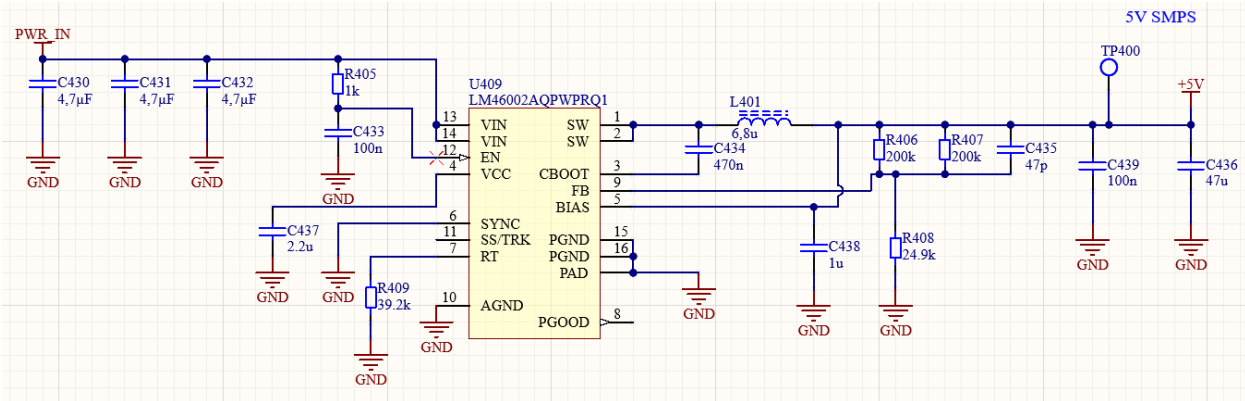 5V SMPS
PWR_IN
TP400
+5V
C430
4,7µF
C431
4,7µF
C432
4,7µF
R405
1k
C433
100n
U409
LM46002AQPWPRQ1
13 VIN
14 VIN
12 EN
4 VCC
6 SYNC
11 SS/TRK
7 RT
10 AGND
SW 1
SW 2
CBOOT 3
FB 9
BIAS 5
PGND 15
PGND 16
PAD
PGOOD 8
L401
6,8u
C434
470n
R406
200k
R407
200k
C435
47p
C439
100n
C436
47u
C437
2.2u
R409
39.2k
C438
1u
R408
24.9k
GND
GND
GND
GND
GND
GND
GND
GND
GND
GND
GND
GND
GND